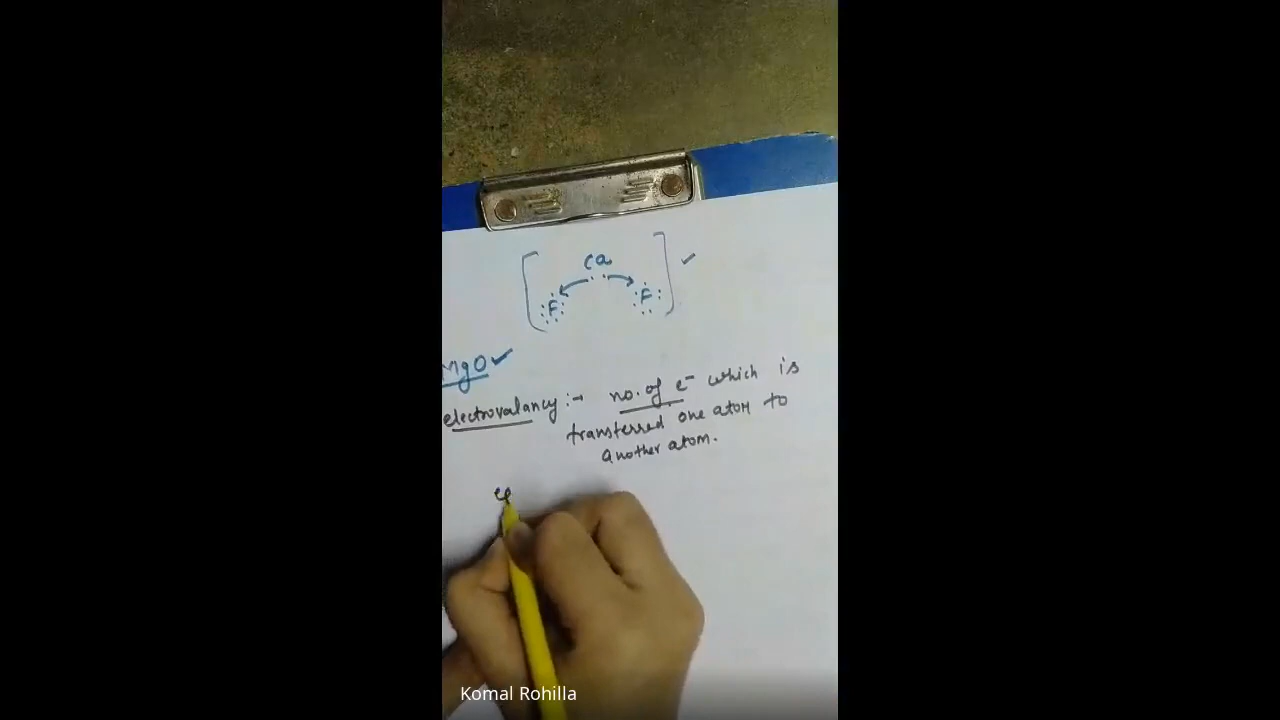 Ca
F F
MgO
electrovalancy :→ no. of e⁻ which is
transferred one atom to
another atom.
Komal Rohilla